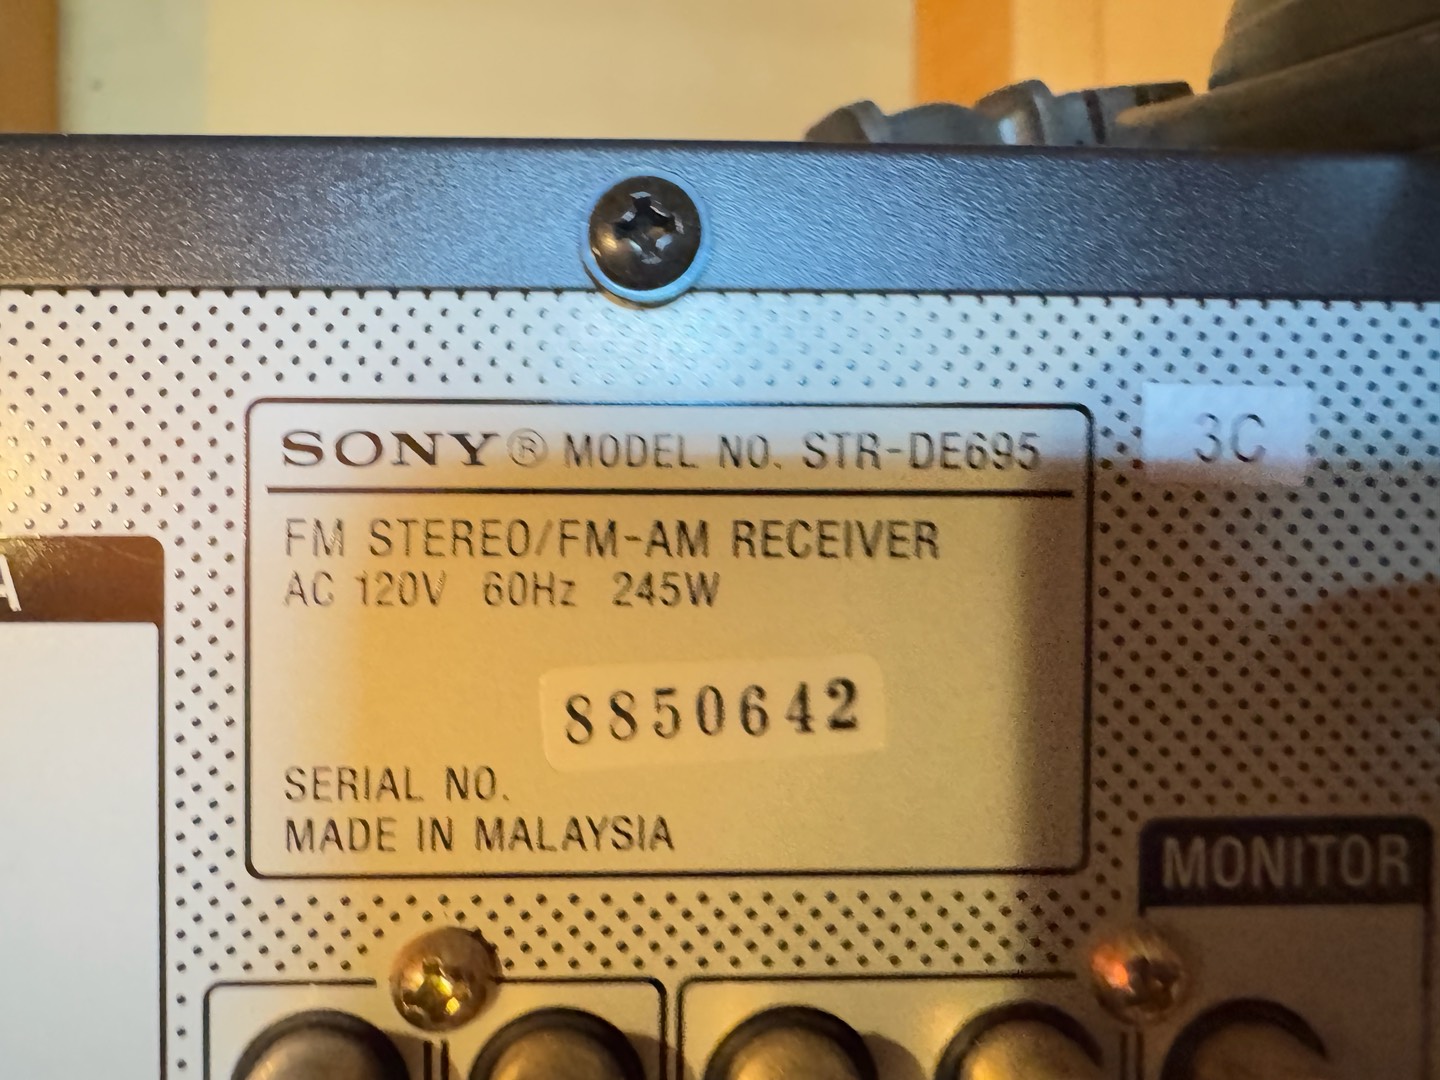 SONY® MODEL NO. STR-DE695
3C
FM STEREO/FM-AM RECEIVER
AC 120V 60Hz 245W
8850642
SERIAL NO.
MADE IN MALAYSIA
A
MONITOR